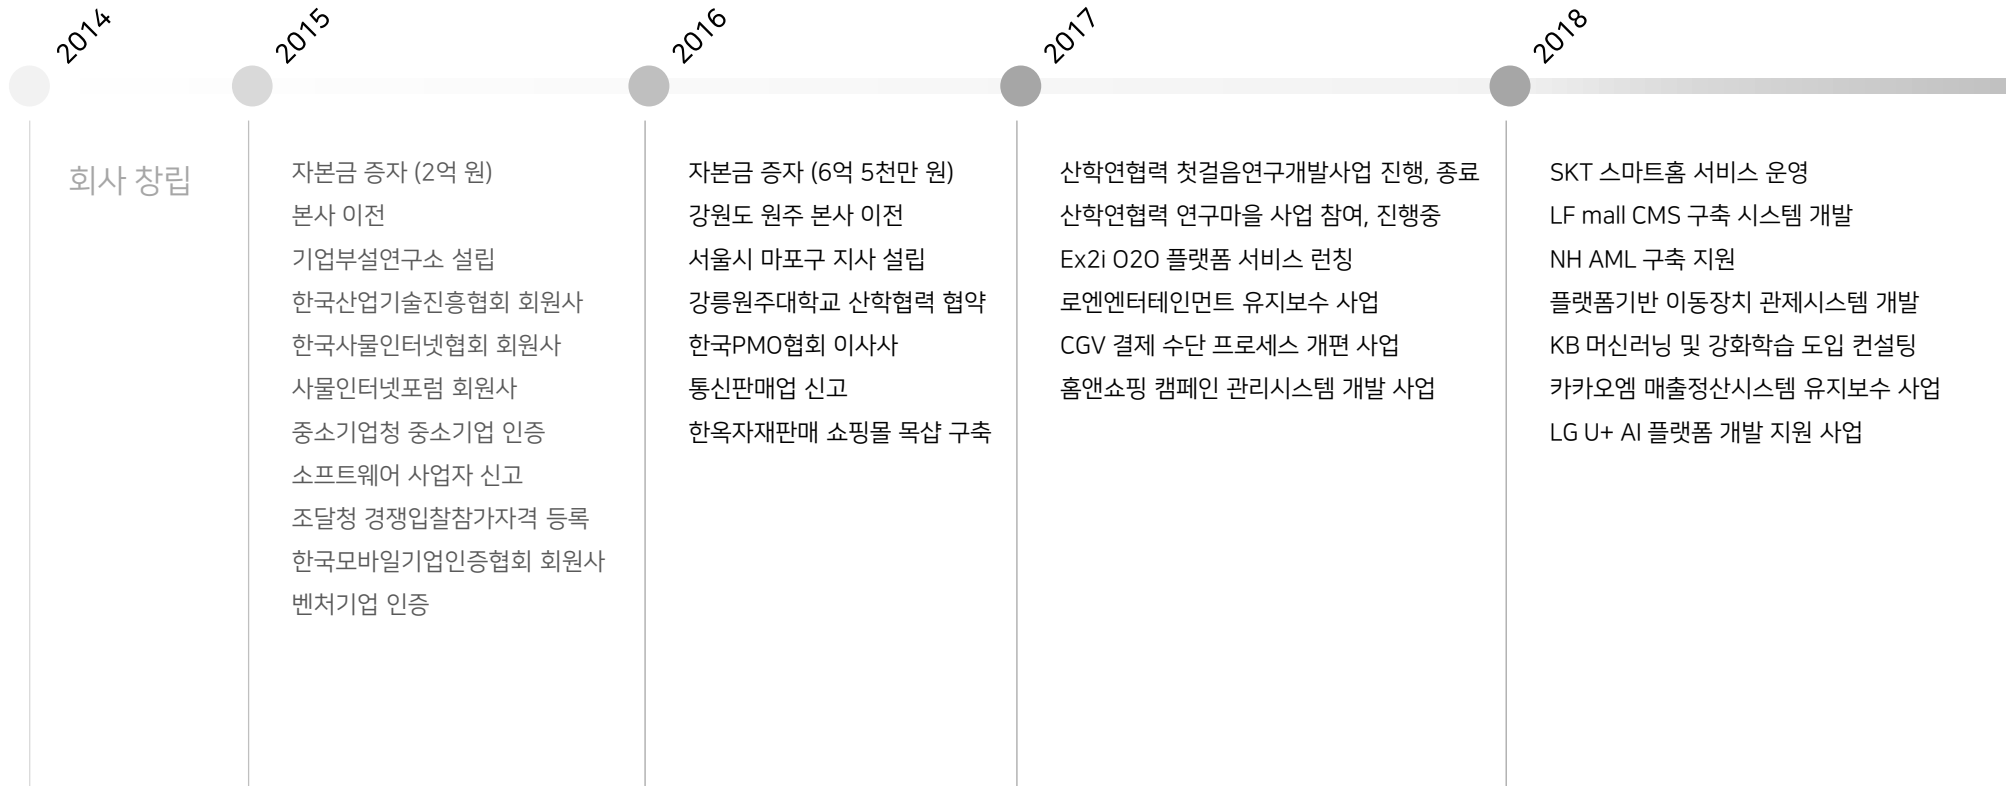 2014
회사 창립
2015
자본금 증자 (2억 원)
본사 이전
기업부설연구소 설립
한국산업기술진흥협회 회원사
한국사물인터넷협회 회원사
사물인터넷포럼 회원사
중소기업청 중소기업 인증
소프트웨어 사업자 신고
조달청 경쟁입찰참가자격 등록
한국모바일기업인증협회 회원사
벤처기업 인증
2016
자본금 증자 (6억 5천만 원)
강원도 원주 본사 이전
서울시 마포구 지사 설립
강릉원주대학교 산학협력 협약
한국PMO협회 이사사
통신판매업 신고
한옥자재판매 쇼핑몰 목샵 구축
2017
산학연협력 첫걸음연구개발사업 진행, 종료
산학연협력 연구마을 사업 참여, 진행중
Ex2i O2O 플랫폼 서비스 런칭
로엔엔터테인먼트 유지보수 사업
CGV 결제 수단 프로세스 개편 사업
홈앤쇼핑 캠페인 관리시스템 개발 사업
2018
SKT 스마트홈 서비스 운영
LF mall CMS 구축 시스템 개발
NH AML 구축 지원
플랫폼기반 이동장치 관제시스템 개발
KB 머신러닝 및 강화학습 도입 컨설팅
카카오엠 매출정산시스템 유지보수 사업
LG U+ AI 플랫폼 개발 지원 사업